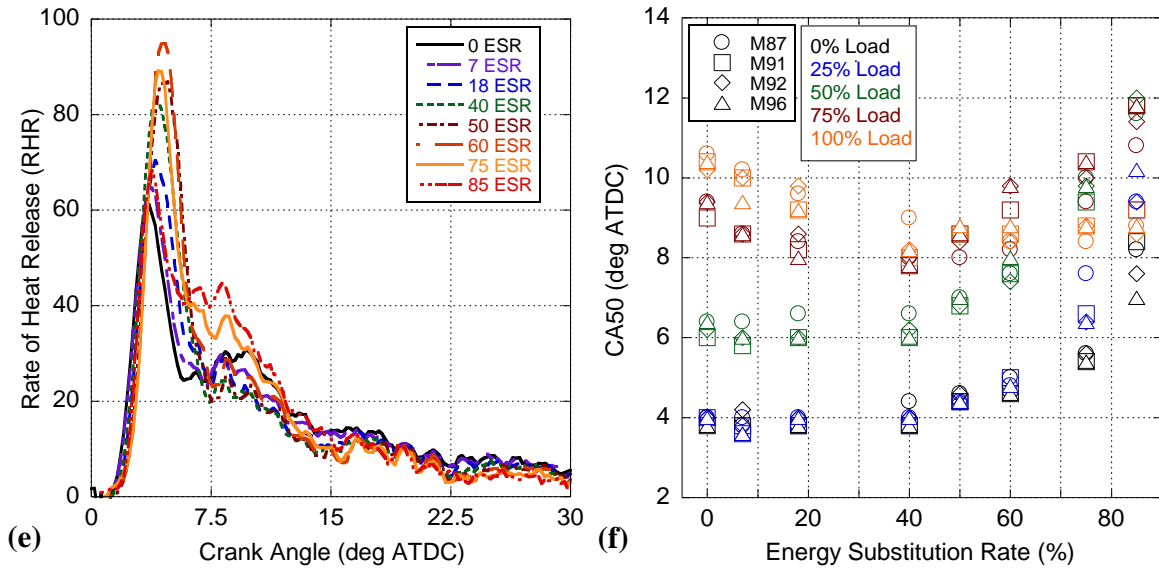 100
80
60
40
20
0
Rate of Heat Release (RHR)
0
7.5
15
22.5
30
Crank Angle (deg ATDC)
(e)
0 ESR
7 ESR
18 ESR
40 ESR
50 ESR
60 ESR
75 ESR
85 ESR
14
12
10
8
6
4
2
CA50 (deg ATDC)
0
20
40
60
80
Energy Substitution Rate (%)
(f)
M87
M91
M92
M96
0% Load
25% Load
50% Load
75% Load
100% Load